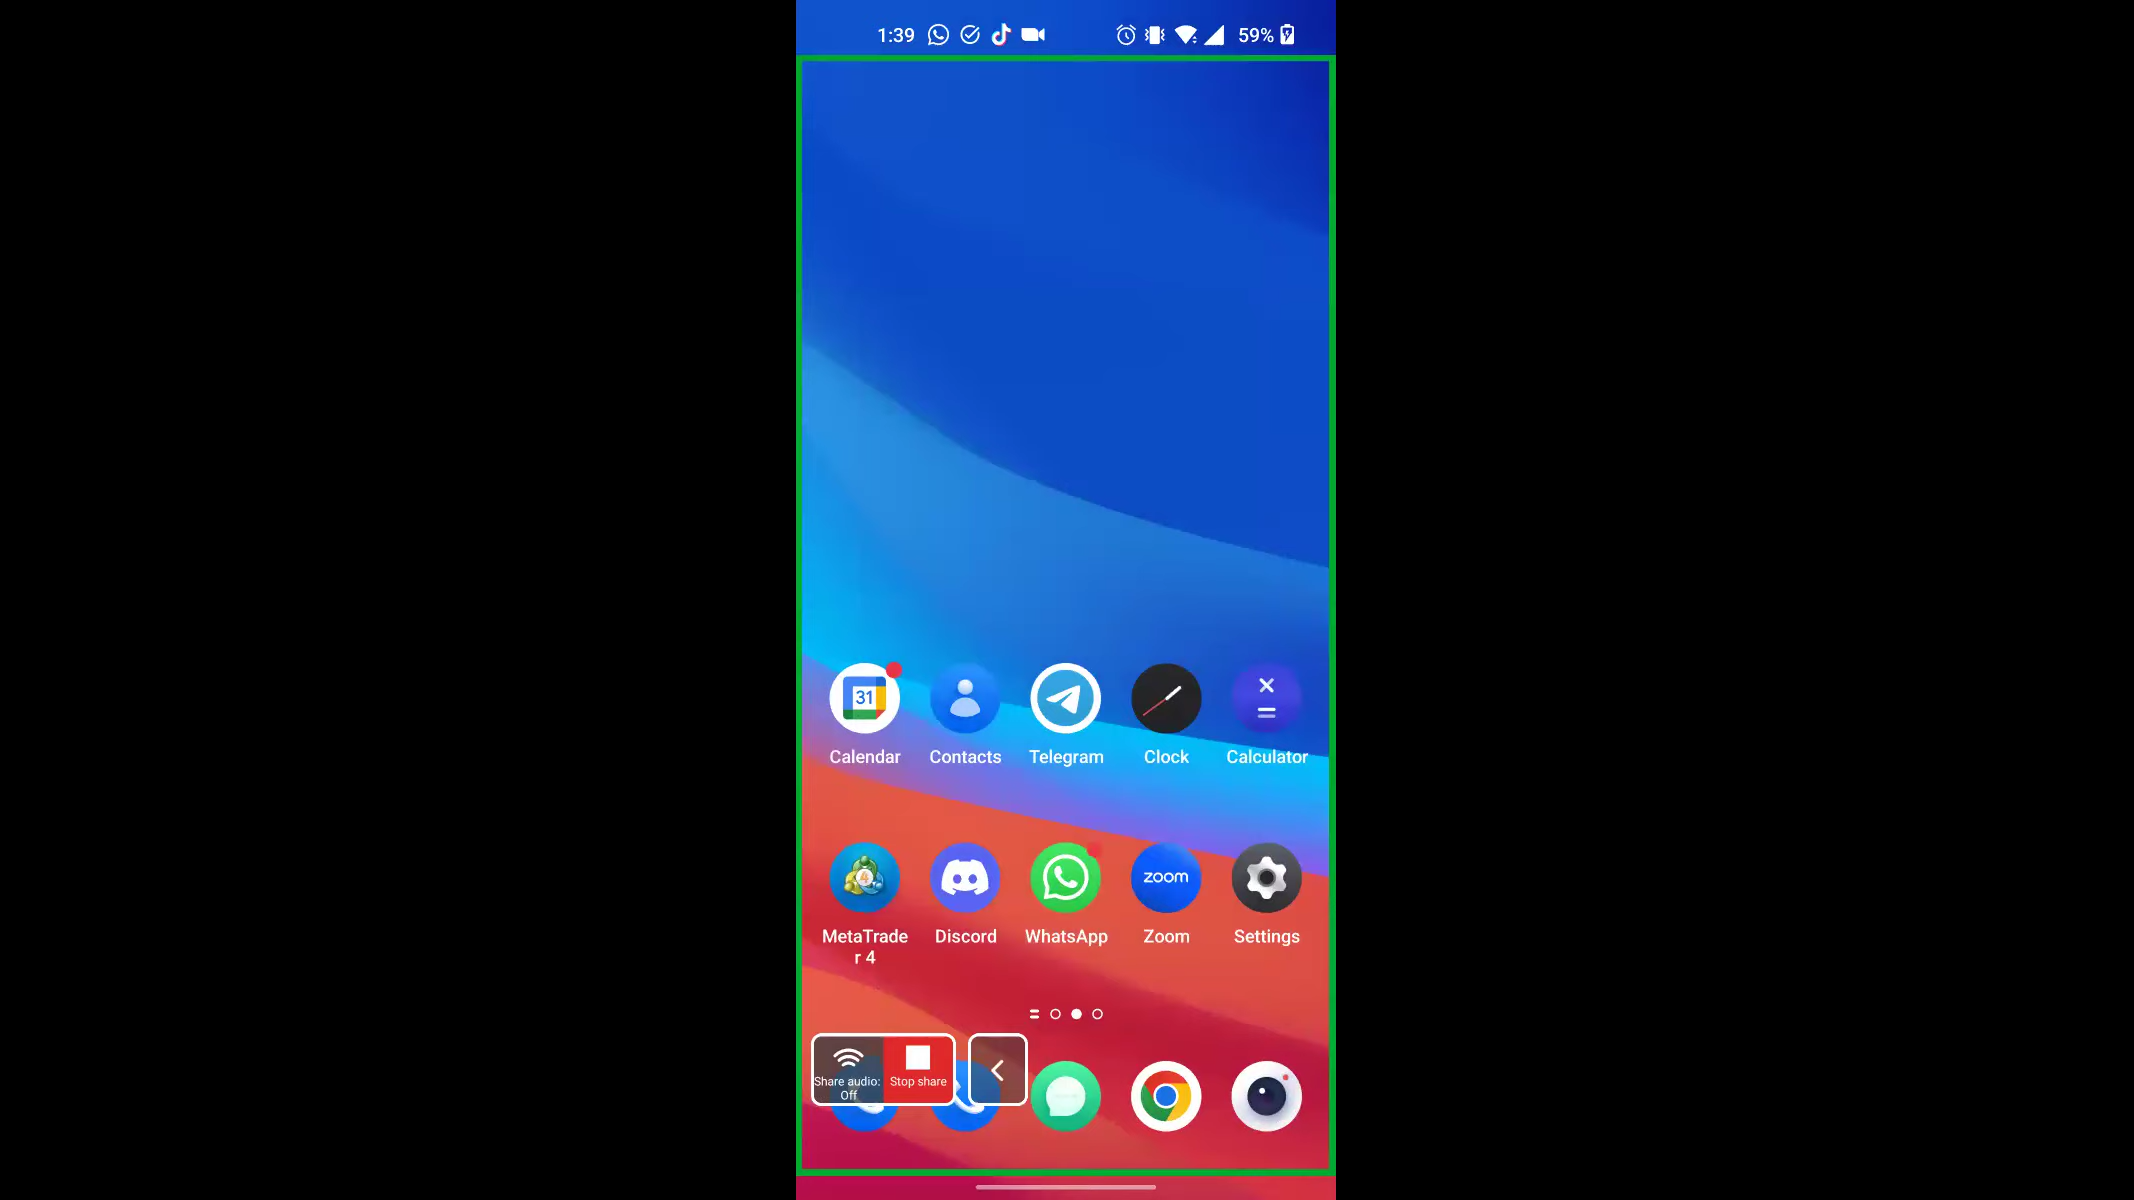 1:39
59%
31
Calendar
Contacts
Telegram
Clock
Calculator
4
zoom
MetaTrade
r 4
Discord
WhatsApp
Zoom
Settings
Share audio:
Off
Stop share